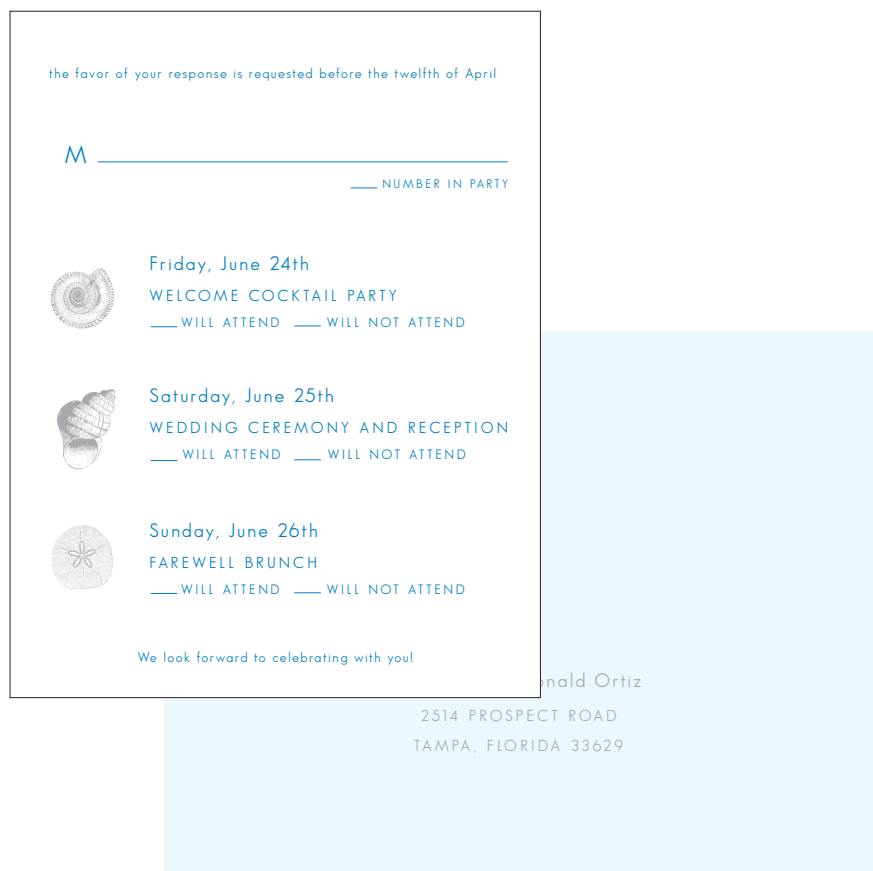 the favor of your response is requested before the twelfth of April
M
NUMBER IN PARTY
Friday, June 24th
WELCOME COCKTAIL PARTY
WILL ATTEND WILL NOT ATTEND
Saturday, June 25th
WEDDING CEREMONY AND RECEPTION
WILL ATTEND WILL NOT ATTEND
Sunday, June 26th
FAREWELL BRUNCH
WILL ATTEND WILL NOT ATTEND
We look forward to celebrating with you!
Ortiz
2514 PROSPECT ROAD
TAMPA, FLORIDA 33629